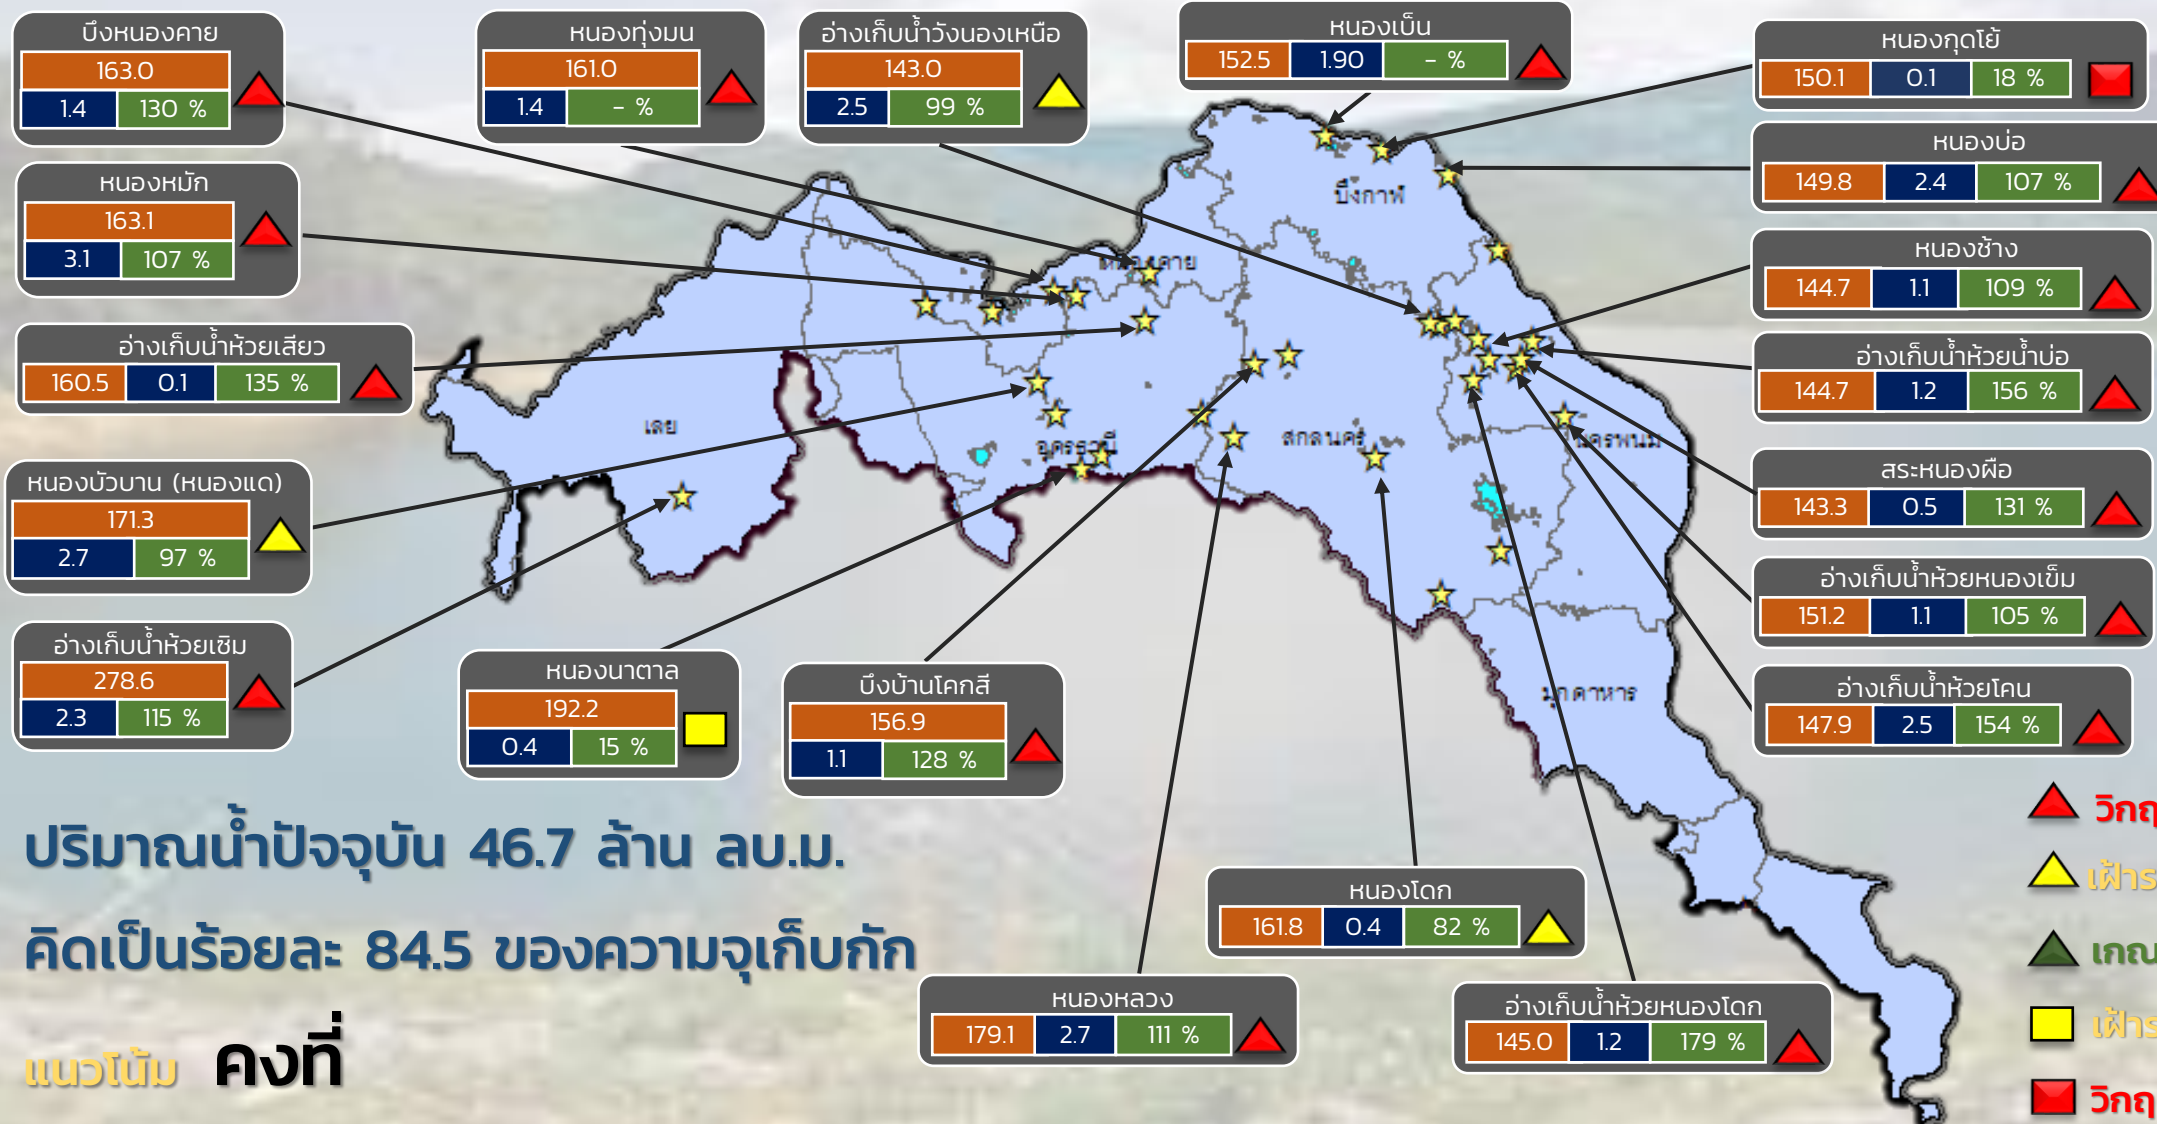 บึงหนองคาย
163.0
1.4 130 %
หนองทุ่งมน
161.0
1.4 - %
อ่างเก็บน้ำวังนองเหนือ
143.0
2.5 99 %
หนองเบ็น
152.5 1.90 - %
หนองกุดโย้
150.1 0.1 18 %
หนองหมัก
163.1
3.1 107 %
หนองบ่อ
149.8 2.4 107 %
บึงกาฬ
หนองช้าง
144.7 1.1 109 %
อ่างเก็บน้ำห้วยเสียว
160.5 0.1 135 %
อ่างเก็บน้ำห้วยน้ำบ่อ
144.7 1.2 156 %
เลย
อุดรธานี
สกลนคร
นครพนม
หนองบัวบาน (หนองแด)
171.3
2.7 97 %
สระหนองผือ
143.3 0.5 131 %
อ่างเก็บน้ำห้วยหนองเข็ม
151.2 1.1 105 %
อ่างเก็บน้ำห้วยเซิม
278.6
2.3 115 %
หนองนาตาล
192.2
0.4 15 %
บึงบ้านโคกสี
156.9
1.1 128 %
มุกดาหาร
อ่างเก็บน้ำห้วยโคน
147.9 2.5 154 %
ปริมาณน้ำปัจจุบัน 46.7 ล้าน ลบ.ม.
คิดเป็นร้อยละ 84.5 ของความจุเก็บกัก
แนวโน้ม คงที่
หนองโดก
161.8 0.4 82 %
หนองหลวง
179.1 2.7 111 %
อ่างเก็บน้ำห้วยหนองโดก
145.0 1.2 179 %
วิกฤ
เฝ้าร
เกณ
เฝ้าร
วิกฤ